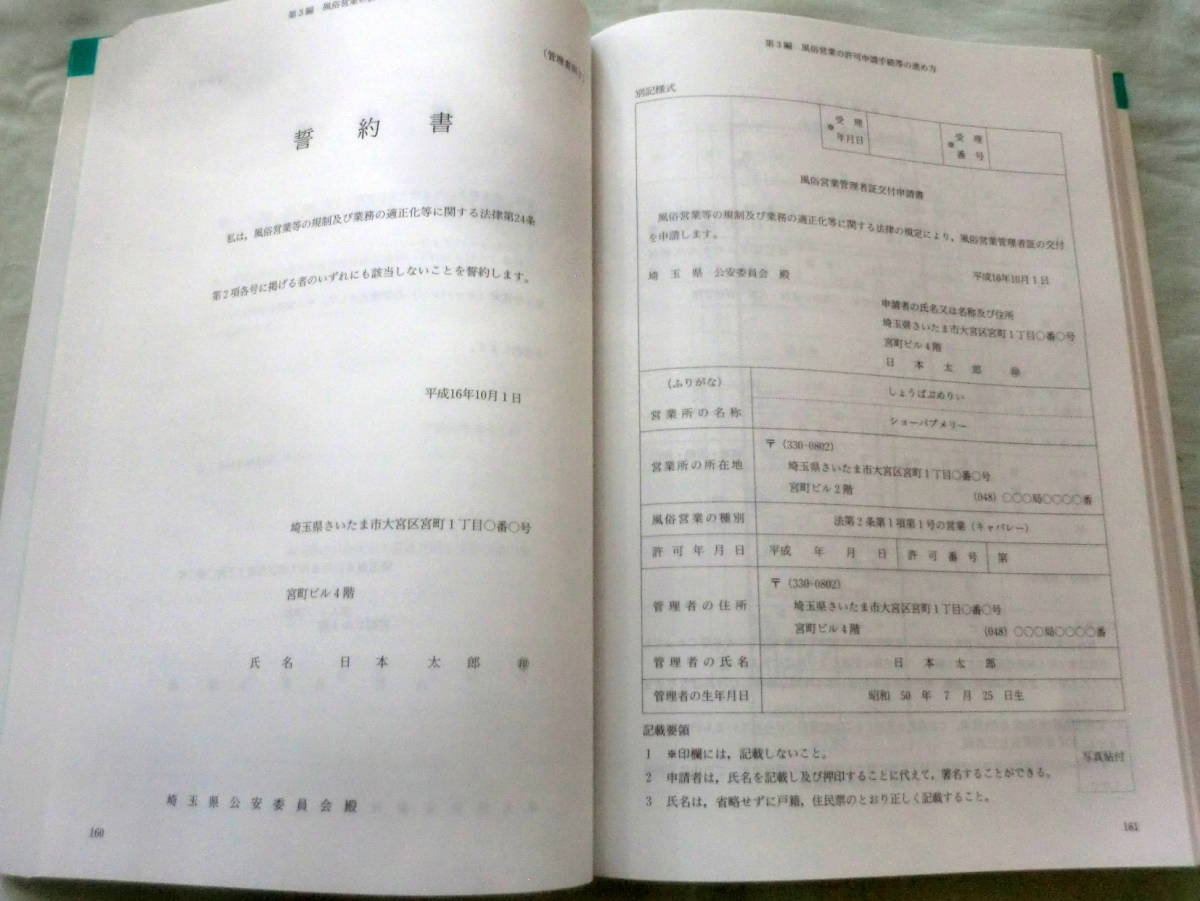 第3編 風俗営業の
(管理者個人)
誓約書
私は,風俗営業等の規制及び業務の適正化等に関する法律第24条
第2項各号に掲げる者のいずれにも該当しないことを誓約します。
平成16年10月1日
埼玉県さいたま市大宮区宮町1丁目○番○号
宮町ビル4階
氏名 日本 太郎 ㊞
埼玉県公安委員会殿
160
第3編 風俗営業の許可申請手続等の進め方
別記様式
※受理年月日
※受理番号
風俗営業管理者証交付申請書
風俗営業等の規制及び業務の適正化等に関する法律の規定により,風俗営業管理者証の交付
を申請します。
埼玉県 公安委員会 殿 平成16年10月1日
申請者の氏名又は名称及び住所
埼玉県さいたま市大宮区宮町1丁目○番○号
宮町ビル4階
日本太郎 ㊞
(ふりがな) しょうぱぶめりい
営業所の名称 ショーパブメリー
営業所の所在地 〒(330-0802)
埼玉県さいたま市大宮区宮町1丁目○番○号
宮町ビル2階 (048)○○○局○○○○番
風俗営業の種別 法第2条第1項第1号の営業(キャバレー)
許可年月日 平成 年 月 日 許可番号 第
管理者の住所 〒(330-0802)
埼玉県さいたま市大宮区宮町1丁目○番○号
宮町ビル4階 (048)○○○局○○○○番
管理者の氏名 日本太郎
管理者の生年月日 昭和 50 年 7 月 25 日生
記載要領
1 ※印欄には,記載しないこと。
2 申請者は,氏名を記載し及び押印することに代えて,署名することができる。
3 氏名は,省略せずに戸籍,住民票のとおり正しく記載すること。
写真貼付
161